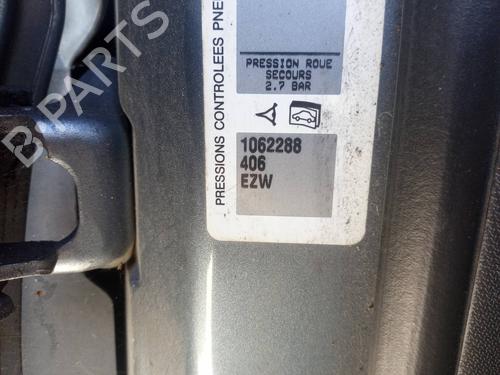 PRESSION ROUE
SECOURS
2.7 BAR
PRESSIONS CONTROLEES PNE
1062288
406
EZW
B-PARTS